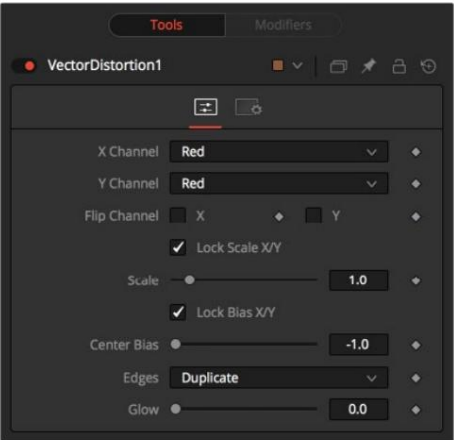 Tools Modifiers
VectorDistortion1
X Channel Red
Y Channel Red
Flip Channel X Y
Lock Scale X/Y
Scale 1.0
Lock Bias X/Y
Center Bias -1.0
Edges Duplicate
Glow 0.0